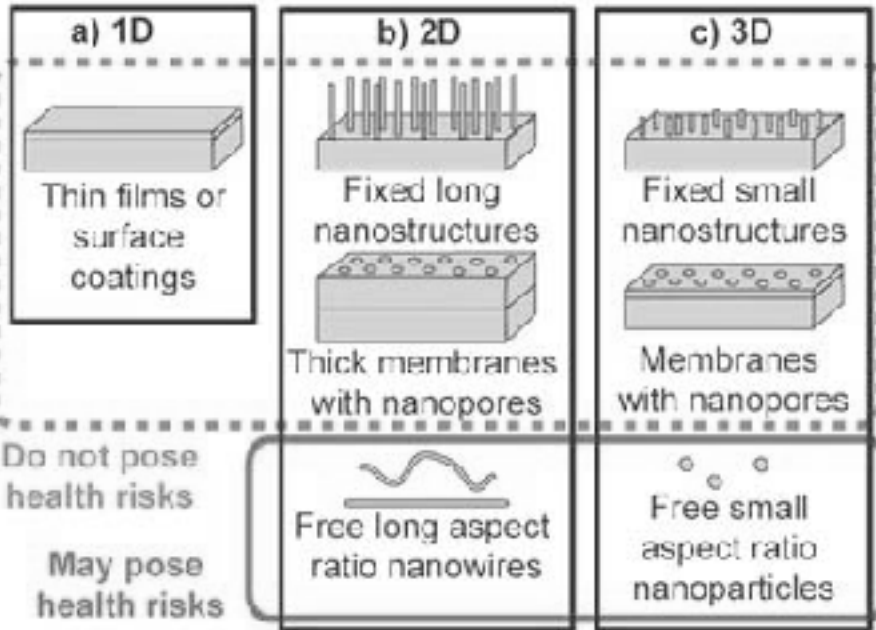 a) 1D
Thin films or
surface
coatings
b) 2D
Fixed long
nanostructures
Thick membranes
with nanopores
Free long aspect
ratio nanowires
c) 3D
Fixed small
nanostructures
Membranes
with nanopores
Free small
aspect ratio
nanoparticles
Do not pose
health risks
May pose
health risks